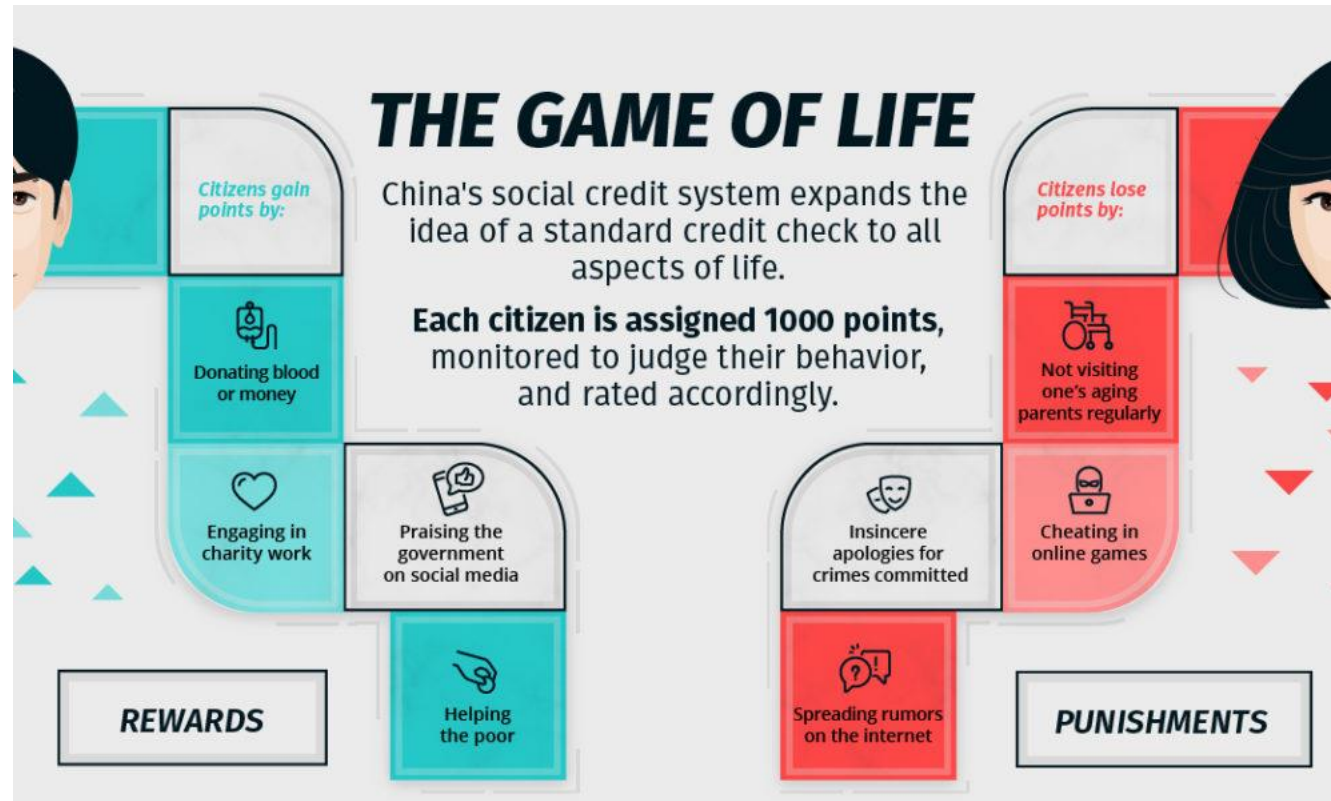 THE GAME OF LIFE
China's social credit system expands the
idea of a standard credit check to all
aspects of life.
Each citizen is assigned 1000 points,
monitored to judge their behavior,
and rated accordingly.
Citizens gain
points by:
Donating blood
or money
Engaging in
charity work
Praising the
government
on social media
Helping
the poor
REWARDS
Citizens lose
points by:
Not visiting
one's aging
parents regularly
Cheating in
online games
Insincere
apologies for
crimes committed
Spreading rumors
on the internet
PUNISHMENTS